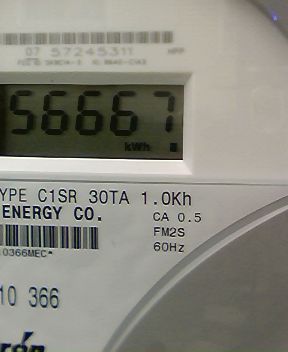 07 57245311
56667
kWh
YPE C1SR 30TA 1.0Kh
ENERGY CO.
CA 0.5
FM2S
60Hz
.0366MEC*
10 366
rón